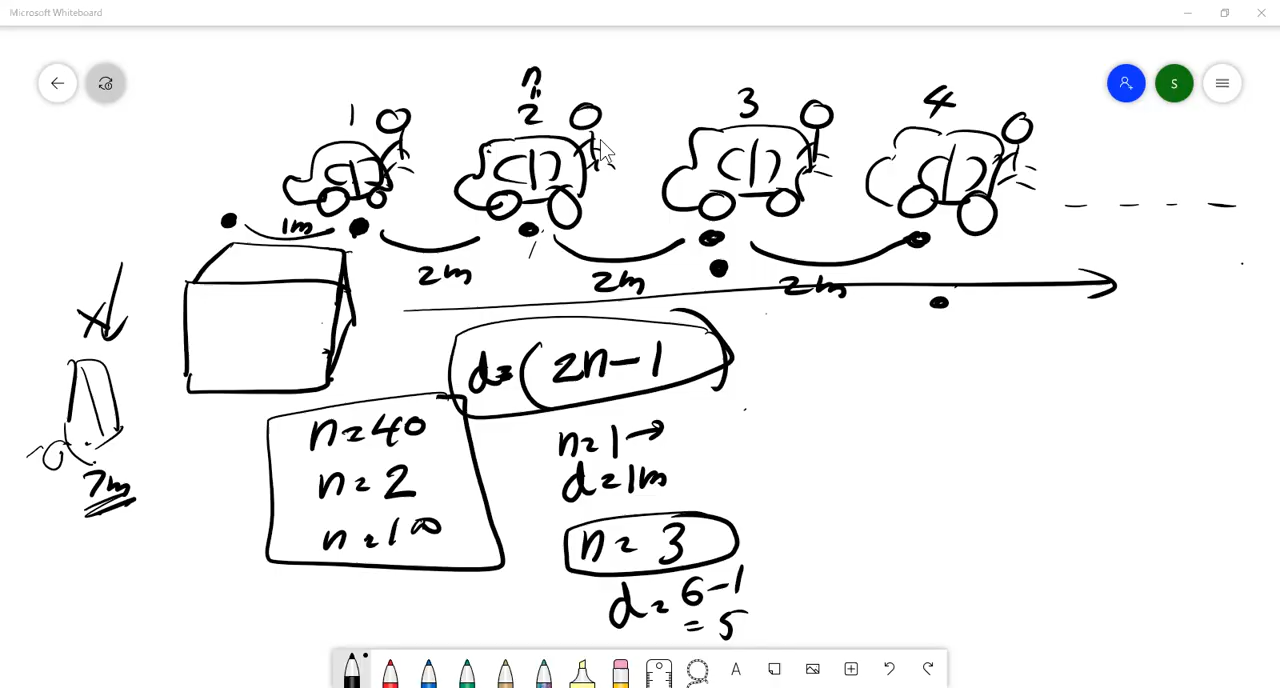 Microsoft Whiteboard
S
n
1
2
3
4
1m
2m
2m
2m
d = (2n-1)
n=40
n = 2
n=100
7m
n=1 →
d=1m
n= 3
d= 6-1
= 5
A